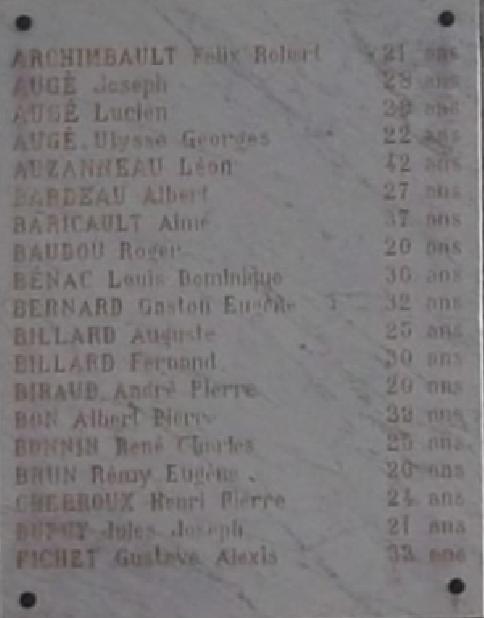 ARCHIMBAULT Félix Robert 21 ans
AUGÉ Joseph 28 ans
AUGÉ Lucien ans
AUGÉ Ulysse Georges 22 ans
AUZANNEAU Léon 42 ans
BARDEAU Albert 27 ans
BARICAULT Aimé 37 ans
BAUDOU Roger 20 ans
BÉNAC Louis Dominique 30 ans
BERNARD Gaston Eugène 32 ans
BILLARD Auguste 25 ans
BILLARD Fernand 30 ans
BIRAUD André Pierre 20 ans
BON Albert Pierre ans
BONNIN René Charles 25 ans
BRUN Rémy Eugène 20 ans
CHEBROUX Henri Pierre 24 ans
DUPUY Jules Joseph 21 ans
PICHET Gustave Alexis 33 ans